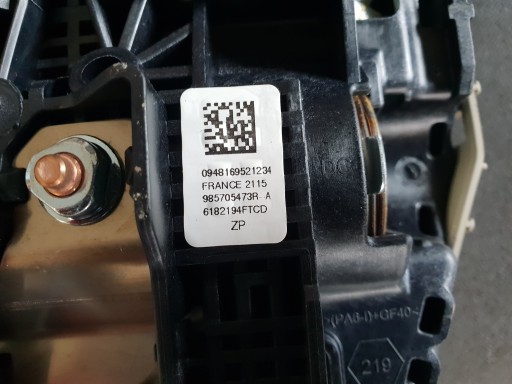 0948169521234
FRANCE 2115
985705473R A
6182194FTCD
ZP
>(PA6-I)+GF40<
219